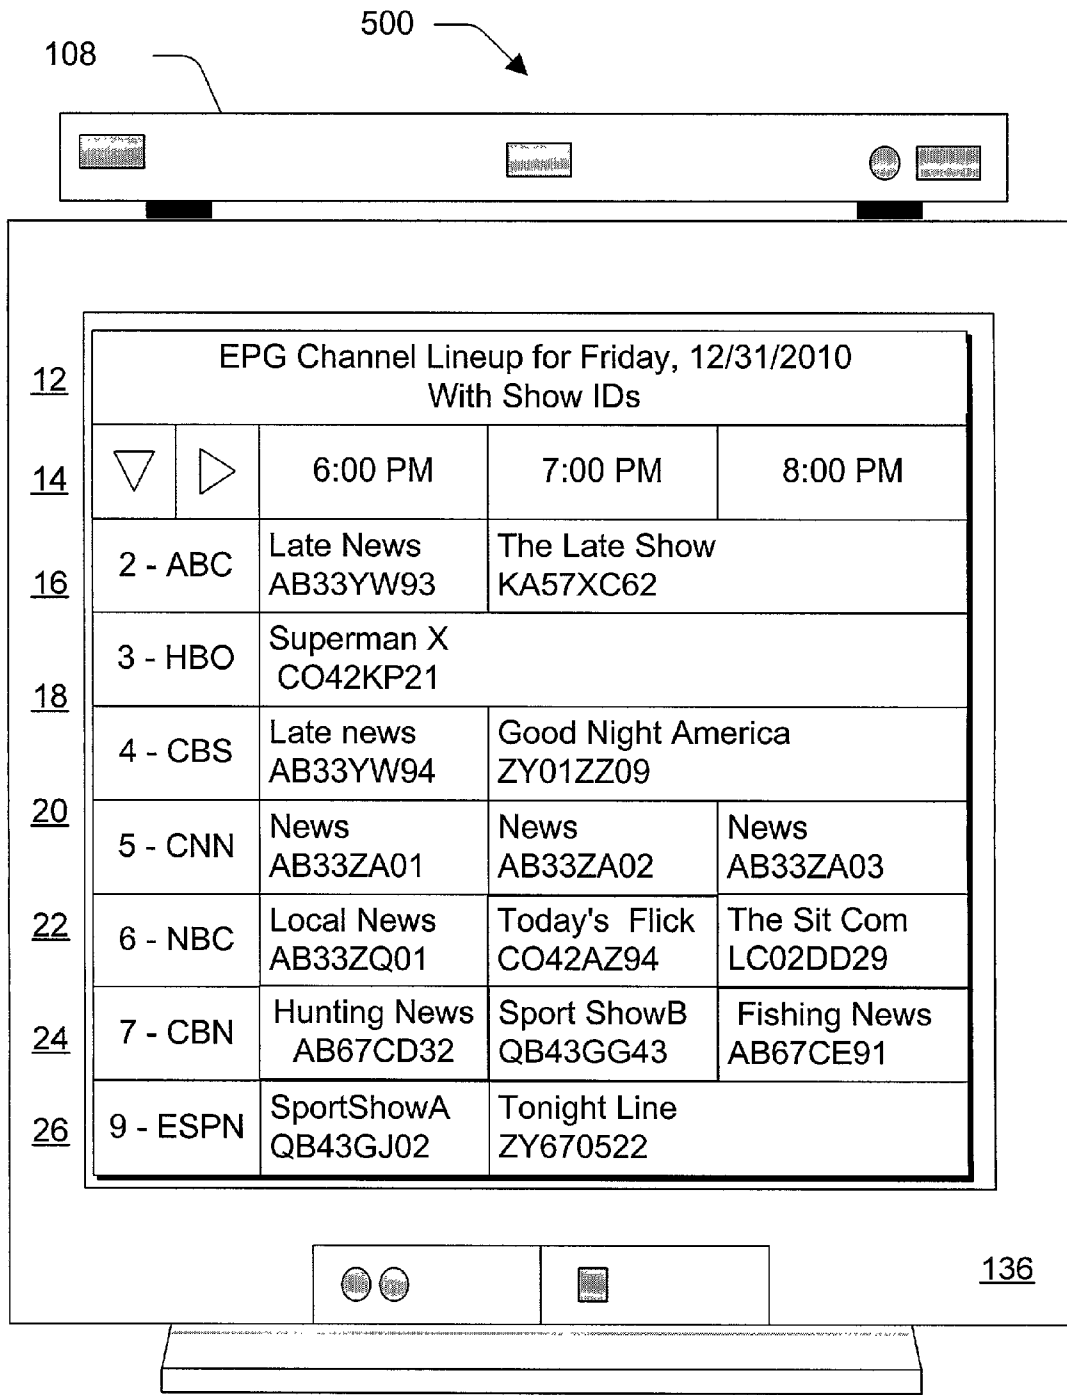 500
108
EPG Channel Lineup for Friday, 12/31/2010
With Show IDs
12
14
6:00 PM
7:00 PM
8:00 PM
16
2 - ABC
Late News
AB33YW93
The Late Show
KA57XC62
18
3 - HBO
Superman X
CO42KP21
4 - CBS
Late news
AB33YW94
Good Night America
ZY01ZZ09
20
5 - CNN
News
AB33ZA01
News
AB33ZA02
News
AB33ZA03
22
6 - NBC
Local News
AB33ZQ01
Today's Flick
CO42AZ94
The Sit Com
LC02DD29
24
7 - CBN
Hunting News
AB67CD32
Sport ShowB
QB43GG43
Fishing News
AB67CE91
26
9 - ESPN
SportShowA
QB43GJ02
Tonight Line
ZY670522
136